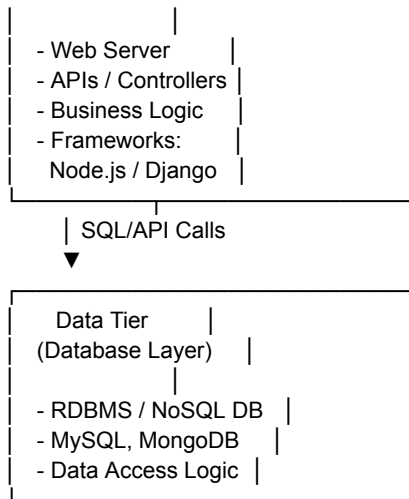 - Web Server
- APIs / Controllers
- Business Logic
- Frameworks:
Node.js / Django
SQL/API Calls
▼
Data Tier
(Database Layer)
- RDBMS / NoSQL DB
- MySQL, MongoDB
- Data Access Logic